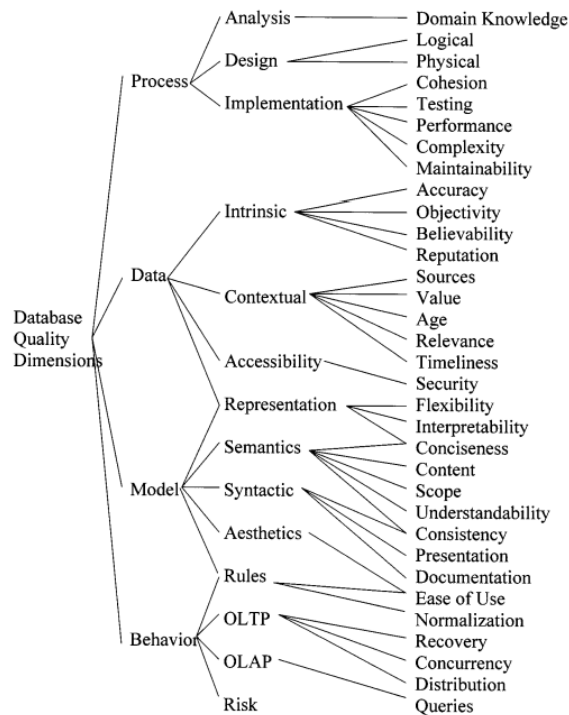 Analysis
Domain Knowledge
Logical
Design
Physical
Process
Cohesion
Implementation
Testing
Performance
Complexity
Maintainability
Accuracy
Intrinsic
Objectivity
Believability
Reputation
Data
Sources
Contextual
Value
Age
Database
Quality
Dimensions
Relevance
Timeliness
Accessibility
Security
Representation
Flexibility
Interpretability
Semantics
Conciseness
Content
Model
Syntactic
Scope
Understandability
Aesthetics
Consistency
Presentation
Rules
Documentation
Ease of Use
OLTP
Normalization
Behavior
Recovery
OLAP
Concurrency
Distribution
Risk
Queries